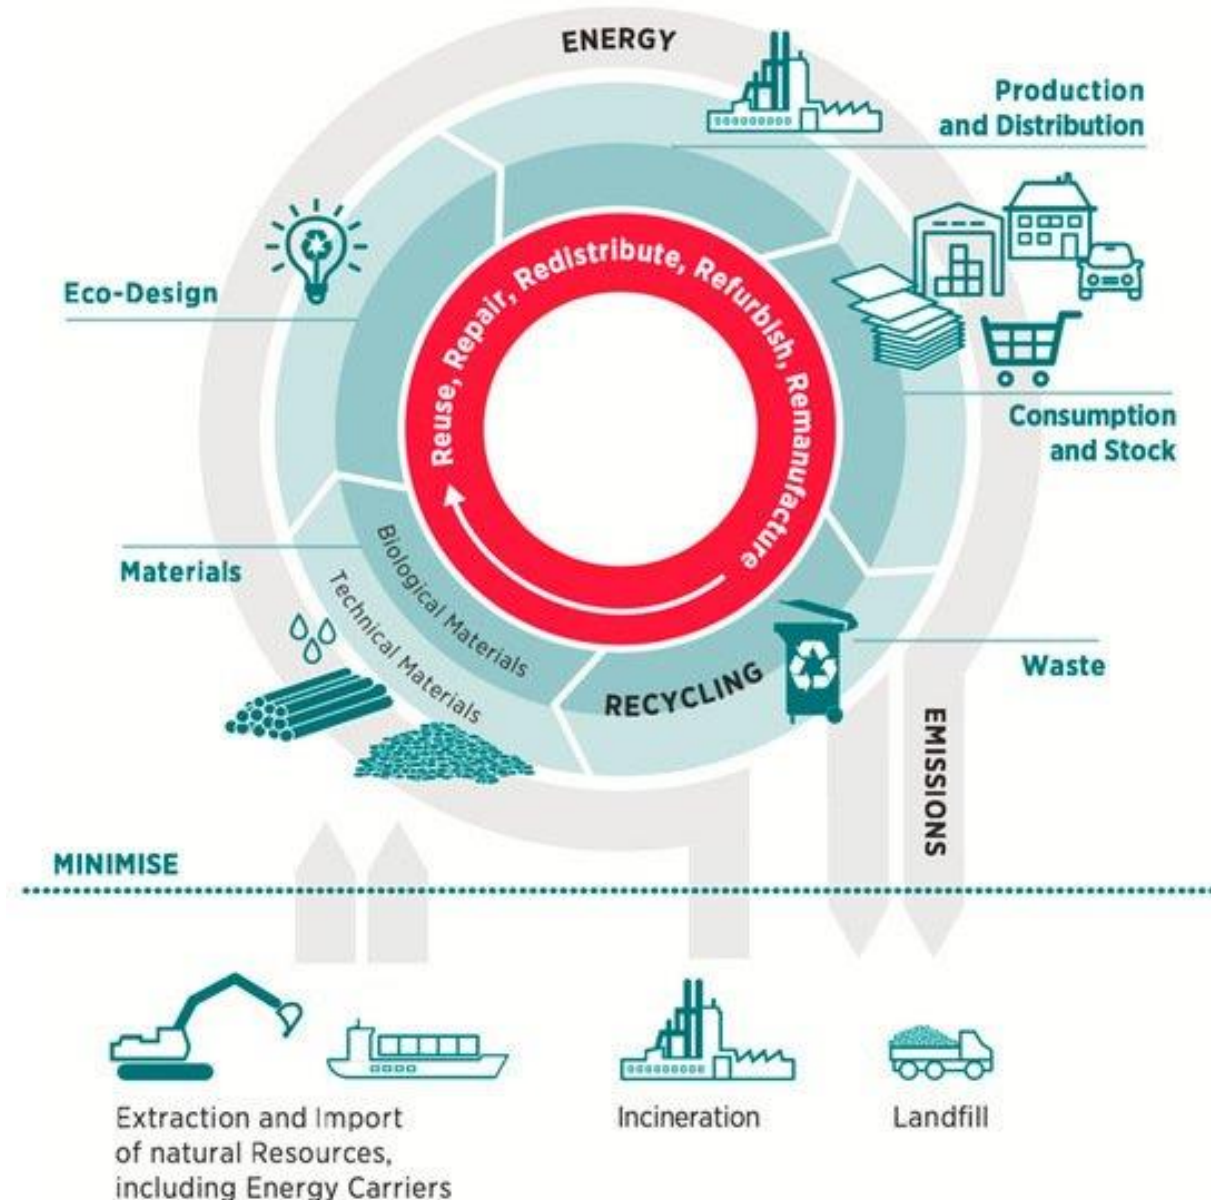 ENERGY
Production
and Distribution
Eco-Design
Reuse, Repair, Redistribute, Refurbish, Remanufacture
Consumption
and Stock
Materials
Biological Materials
Technical Materials
RECYCLING
Waste
EMISSIONS
MINIMISE
Extraction and Import
of natural Resources,
including Energy Carriers
Incineration
Landfill